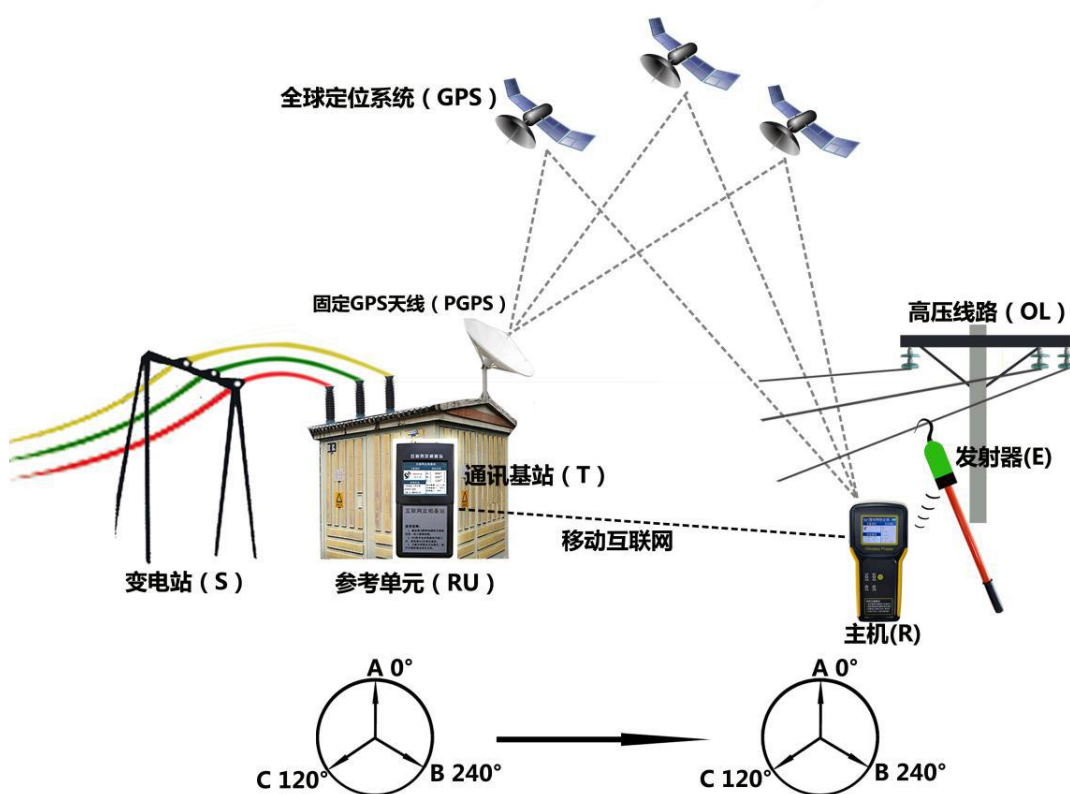 全球定位系统（GPS）
固定GPS天线（PGPS）
高压线路（OL）
发射器(E)
通讯基站（T）
移动互联网
变电站（S）
参考单元（RU）
主机(R)
A 0°
C 120°
B 240°
A 0°
C 120°
B 240°